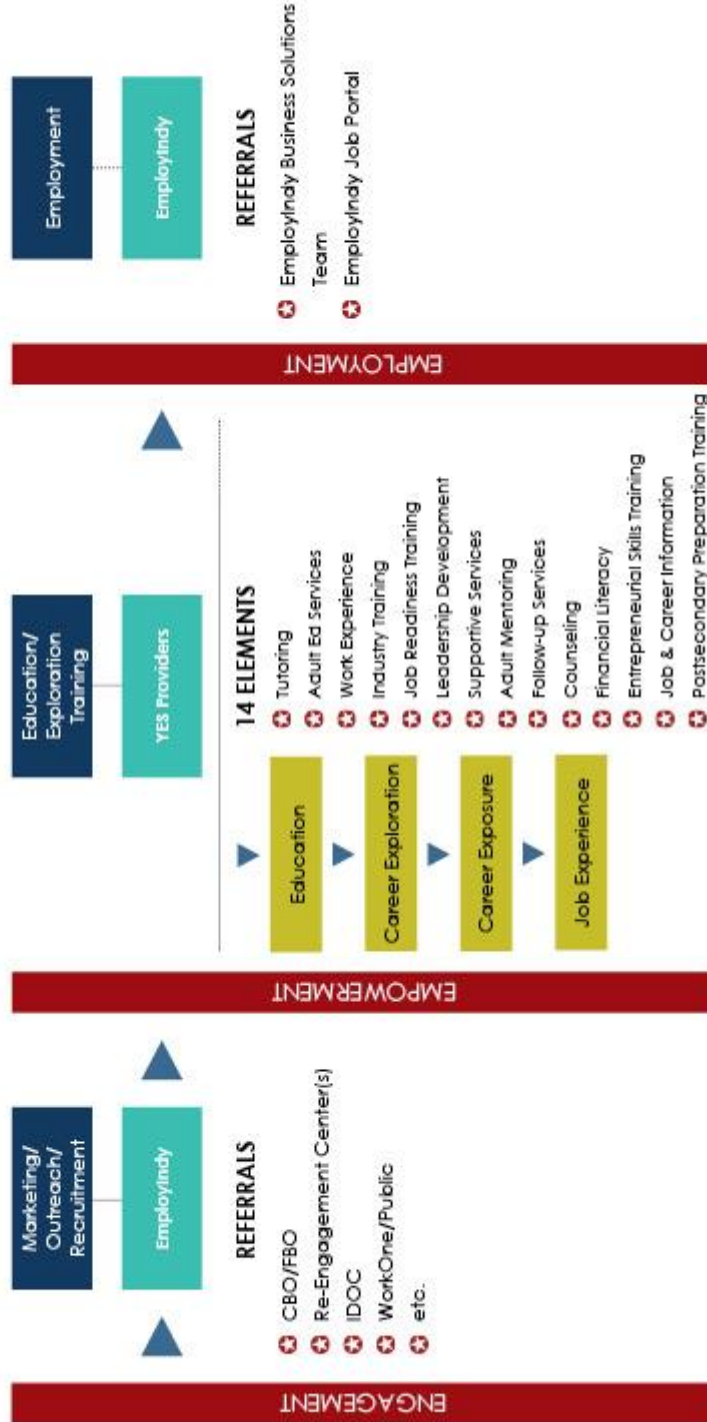 ENGAGEMENT
Marketing/
Outreach/
Recruitment
EmployIndy
REFERRALS
CBO/FBO
Re-Engagement Center(s)
IDOC
WorkOne/Public
etc.
EMPOWERMENT
Education/
Exploration
Training
YES Providers
Education
Career Exploration
Career Exposure
Job Experience
14 ELEMENTS
Tutoring
Adult Ed Services
Work Experience
Industry Training
Job Readiness Training
Leadership Development
Supportive Services
Adult Mentoring
Follow-up Services
Counseling
Financial Literacy
Entrepreneurial Skills Training
Job & Career Information
Postsecondary Preparation Training
EMPLOYMENT
Employment
EmployIndy
REFERRALS
EmployIndy Business Solutions
Team
EmployIndy Job Portal